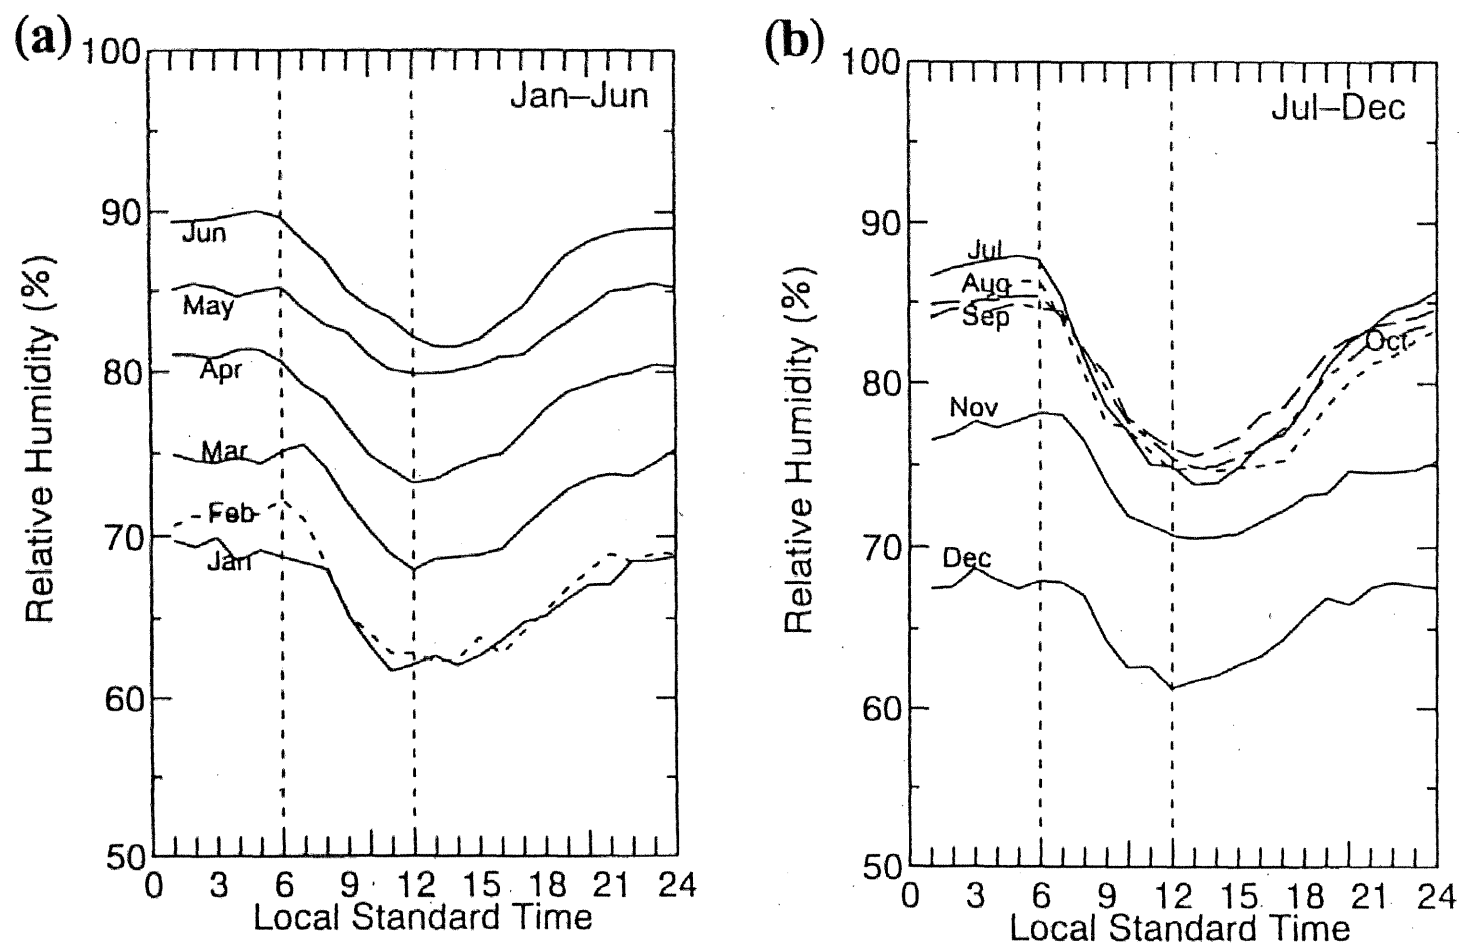 (a)
100
90
80
70
60
50
Relative Humidity (%)
Jan–Jun
Jun
May
Apr
Mar
Feb
Jan
0 3 6 9 12 15 18 21 24
Local Standard Time
(b)
100
90
80
70
60
50
Relative Humidity (%)
Jul–Dec
Jul
Aug
Sep
Oct
Nov
Dec
0 3 6 9 12 15 18 21 24
Local Standard Time